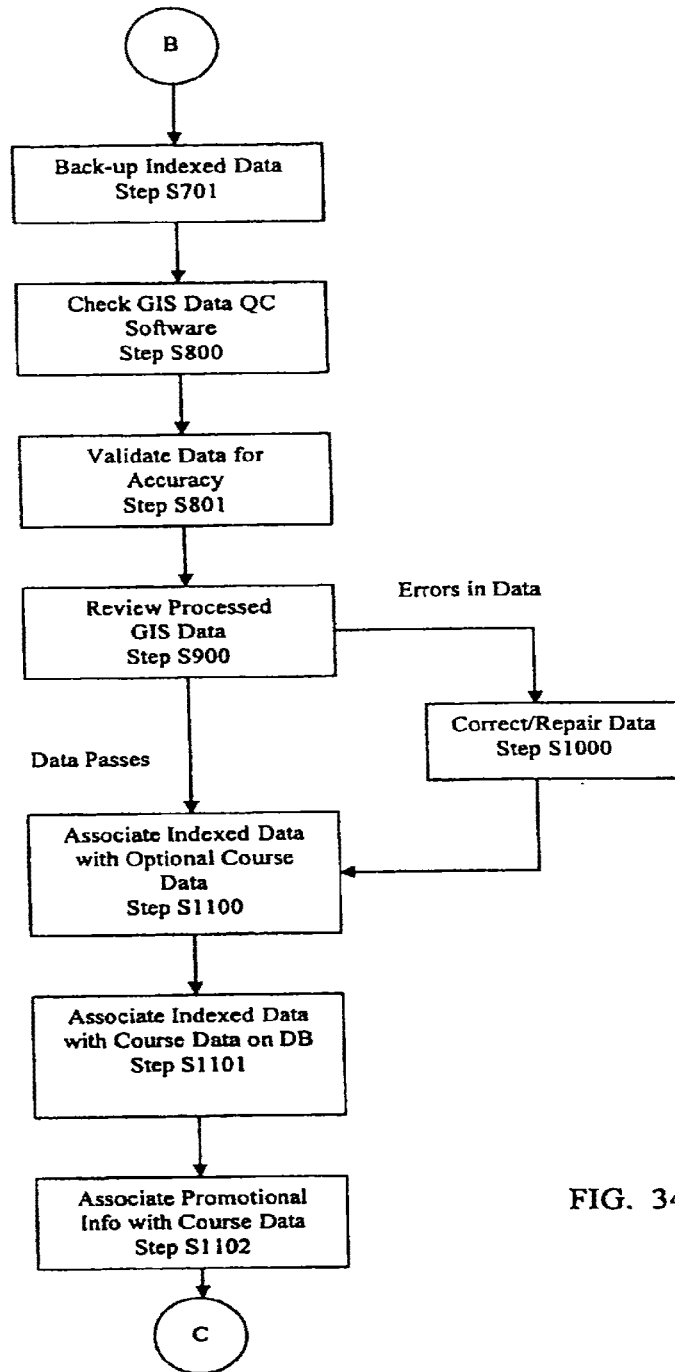 B
Back-up Indexed Data
Step S701
Check GIS Data QC
Software
Step S800
Validate Data for
Accuracy
Step S801
Review Processed
GIS Data
Step S900
Errors in Data
Correct/Repair Data
Step S1000
Data Passes
Associate Indexed Data
with Optional Course
Data
Step S1100
Associate Indexed Data
with Course Data on DB
Step S1101
Associate Promotional
Info with Course Data
Step S1102
FIG. 34
C